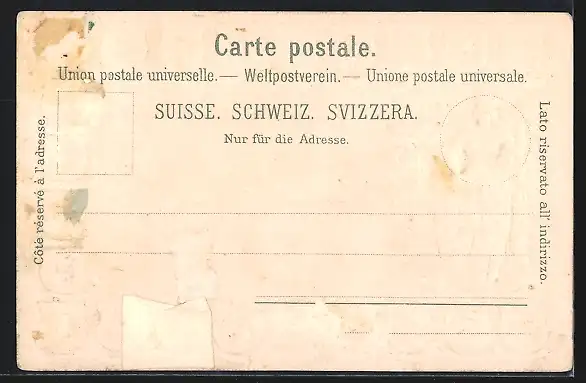 Carte postale.
Union postale universelle. — Weltpostverein. — Unione postale universale.
SUISSE. SCHWEIZ. SVIZZERA.
Nur für die Adresse.
Côté réservé à l'adresse.
Lato riservato all' indirizzo.